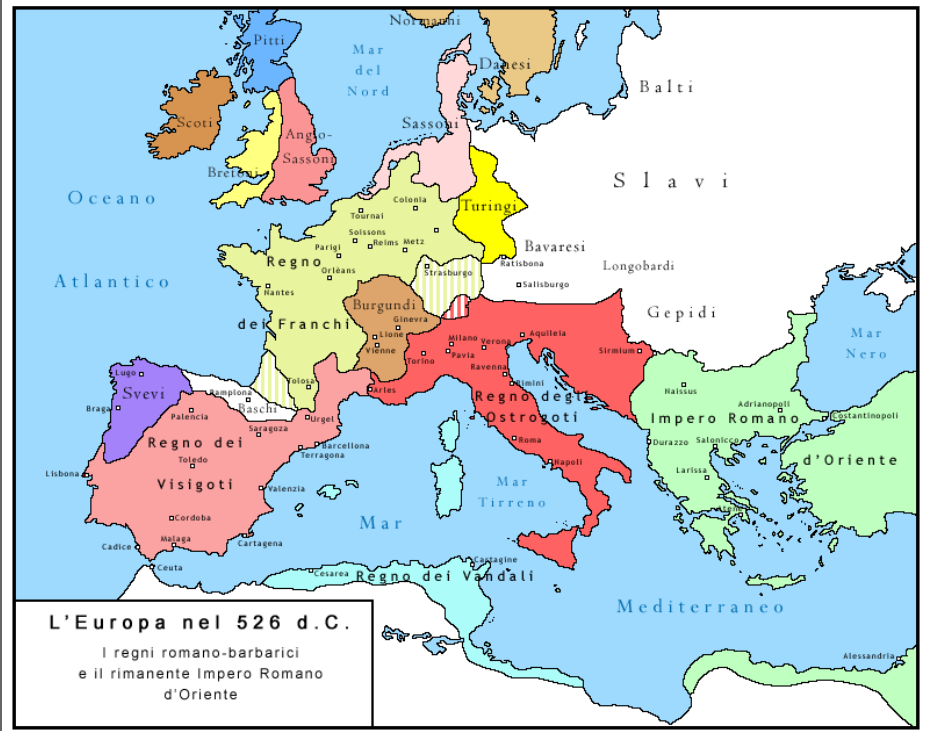 Normanni
Pitti
Mar
del
Nord
Danesi
Balti
Scoti
Anglo-
Sassoni
Sassoni
Bretoni
Slavi
Oceano
Atlantico
Colonia
Tournai
Turingi
Soissons
Reims
Metz
Parigi
Regno
Orlèans
Strasburgo
Bavaresi
Ratisbona
Longobardi
Salisburgo
Nantes
Burgundi
Ginevra
dei Franchi
Lione
Vienne
Gepidi
Mar
Nero
Milano
Verona
Aquileia
Torino
Pavia
Sirmium
Ravenna
Rimini
Lugo
Svevi
Braga
Pamplona
Baschi
Tolosa
Arles
Regno degli
Ostrogoti
Naissus
Adrianopoli
Costantinopoli
Impero Romano
d'Oriente
Palencia
Urgel
Saragoza
Regno dei
Visigoti
Barcellona
Terragona
Toledo
Lisbona
Valenzia
Roma
Napoli
Durazzo
Salonicco
Larissa
Atene
Mar
Tirreno
Cordoba
Mar
Malaga
Cadice
Cartagena
Ceuta
Cesarea
Regno dei Vandali
Cartagine
Mediterraneo
Alessandria
L'Europa nel 526 d.C.
I regni romano-barbarici
e il rimanente Impero Romano
d'Oriente